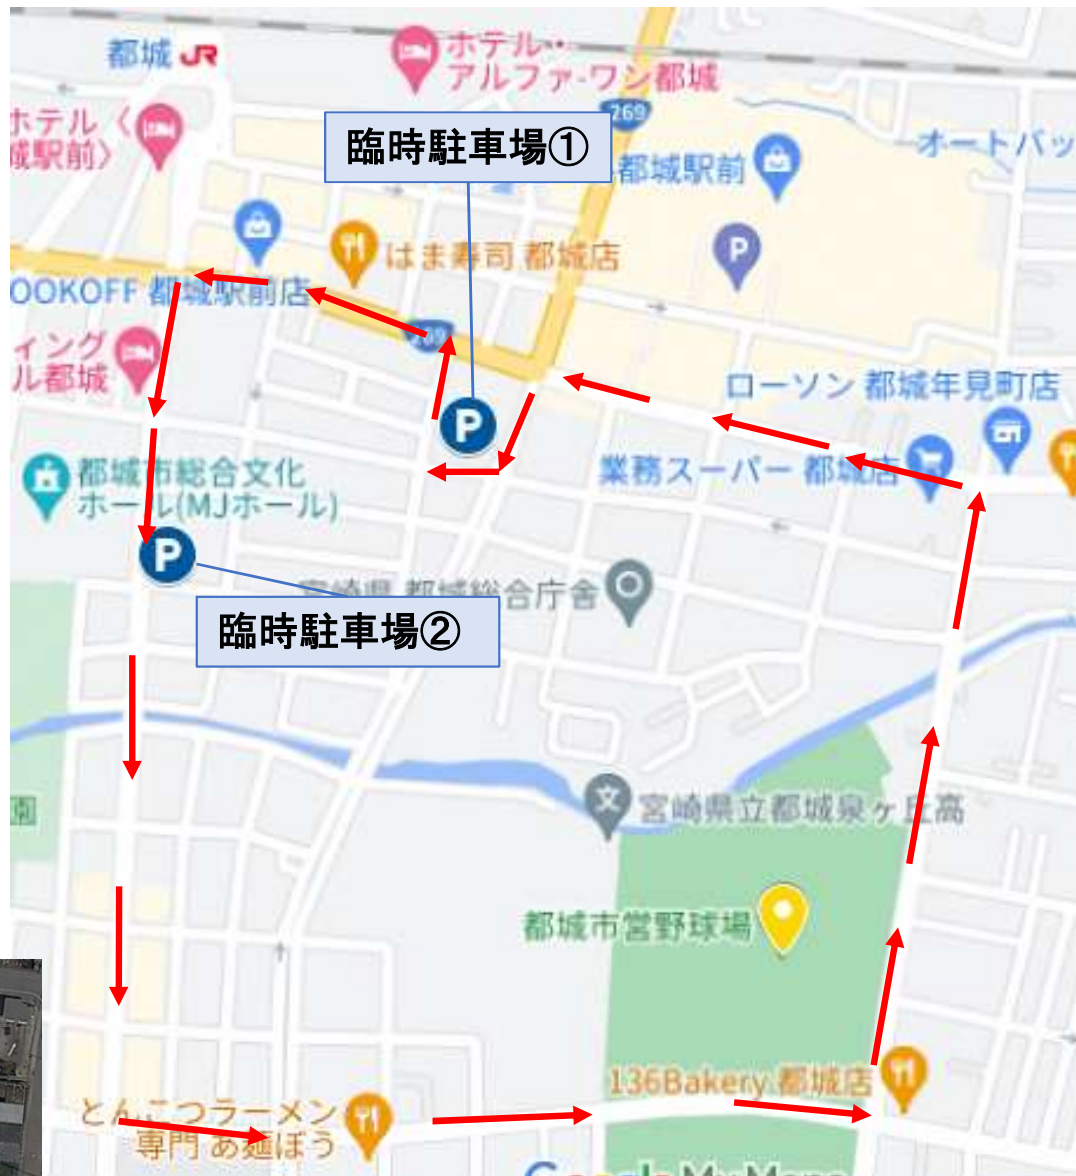 都城 JR
ホテル・・
アルファ-ワン都城
ホテル〈
城駅前〉
269
臨時駐車場①
都城駅前
オートバッ
P
はま寿司 都城店
OOKOFF 都城駅前店
269
ィング
ル都城
ローソン 都城年見町店
P
業務スーパー 都城店
都城市総合文化
ホール(MJホール)
P
宮崎県 都城総合庁舎
臨時駐車場②
文
宮崎県立都城泉ヶ丘高
園
都城市営野球場
136Bakery 都城店
とんこつラーメン
専門 あ麺ぼう
Google My Maps